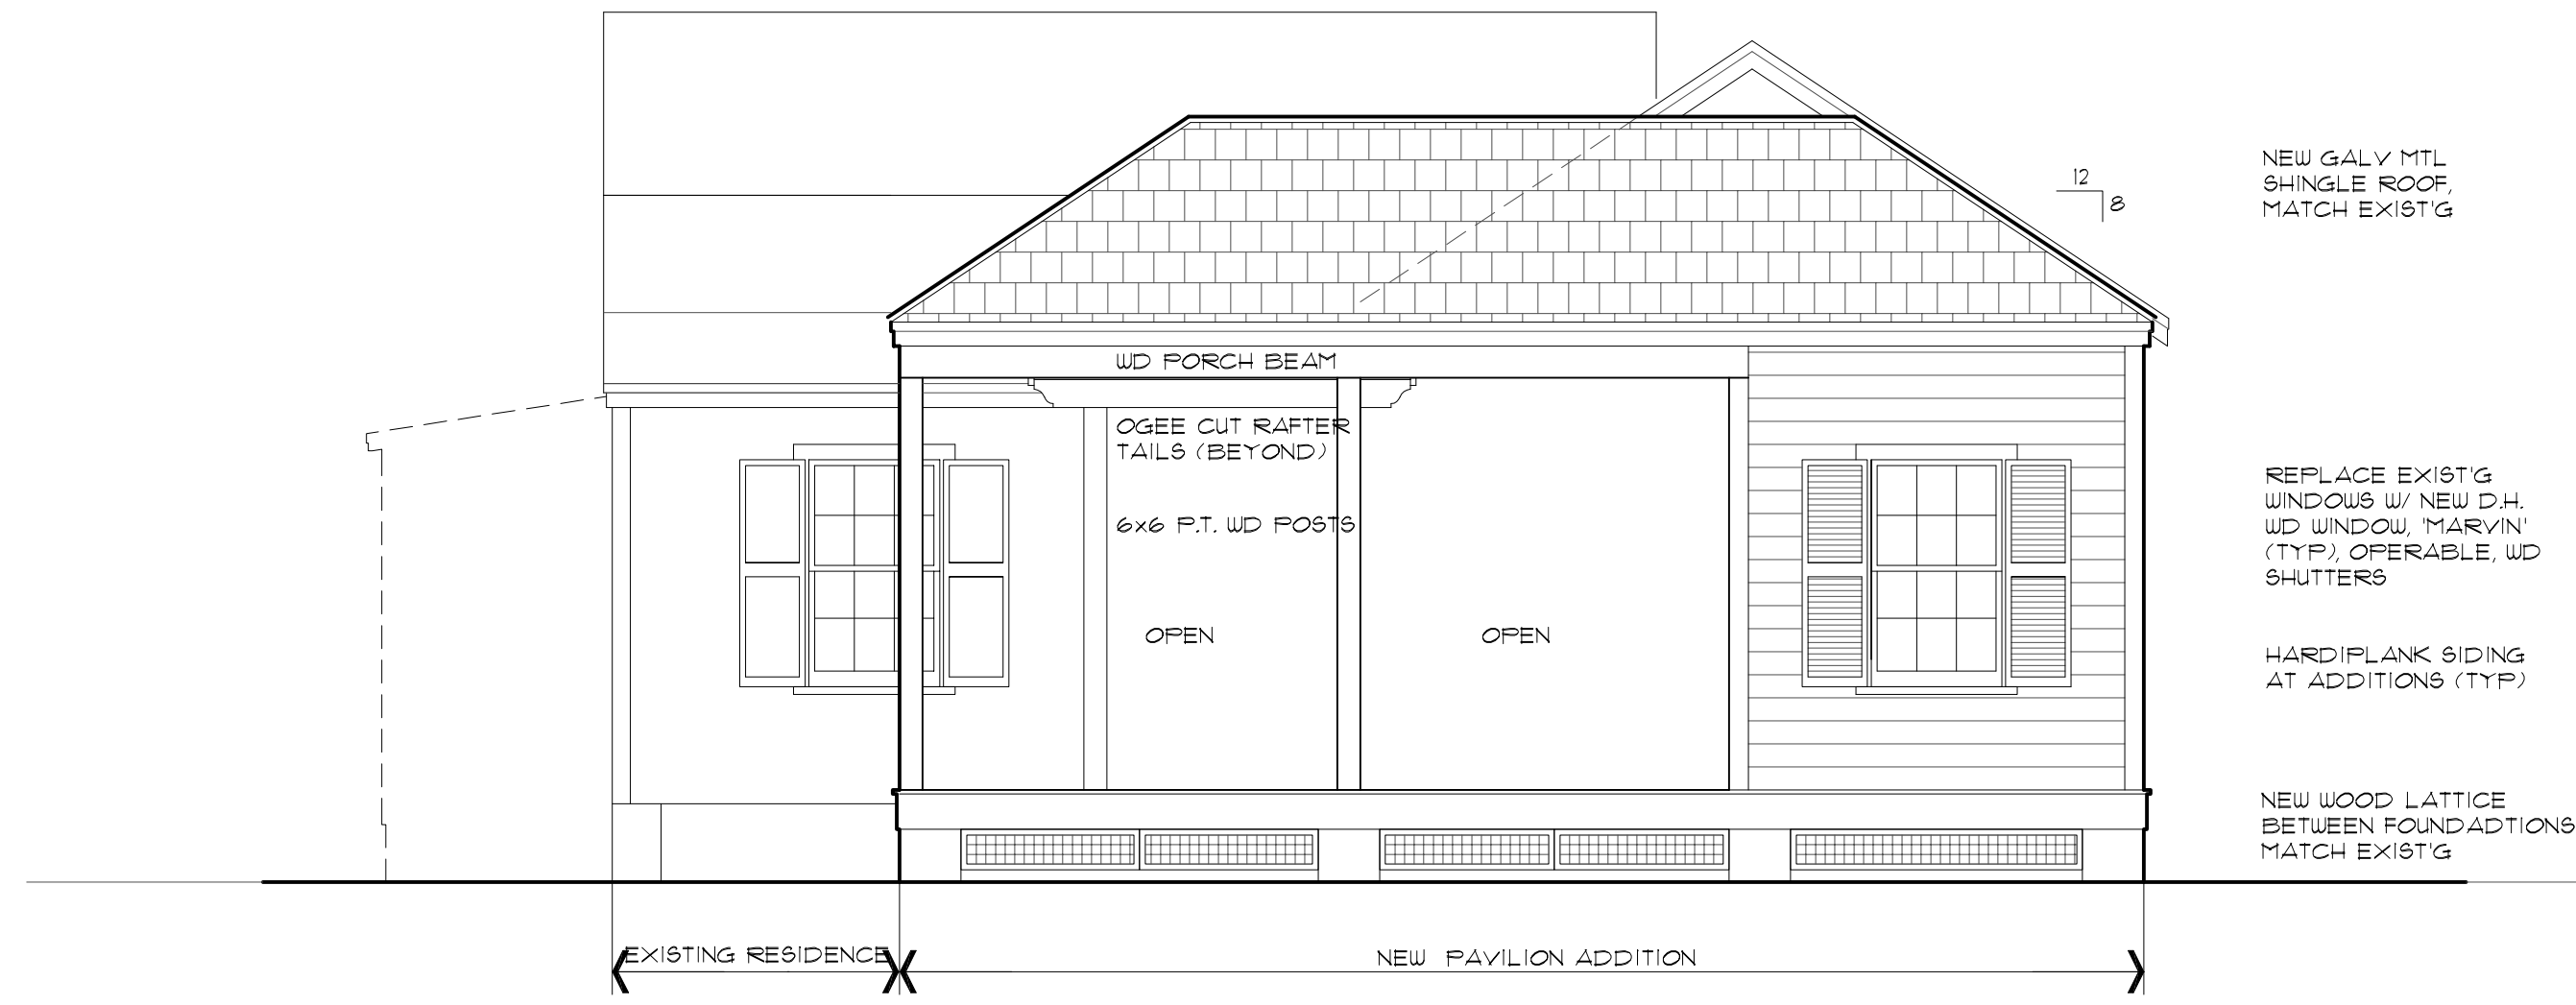 NEW GALV MTL
SHINGLE ROOF,
MATCH EXIST'G
12
8
WD PORCH BEAM
OGEE CUT RAFTER
TAILS (BEYOND)
6x6 P.T. WD POSTS
REPLACE EXIST'G
WINDOWS W/ NEW D.H.
WD WINDOW, 'MARVIN'
(TYP), OPERABLE, WD
SHUTTERS
OPEN
OPEN
HARDIPLANK SIDING
AT ADDITIONS (TYP)
NEW WOOD LATTICE
BETWEEN FOUNDADTIONS
MATCH EXIST'G
EXISTING RESIDENCE
NEW PAVILION ADDITION